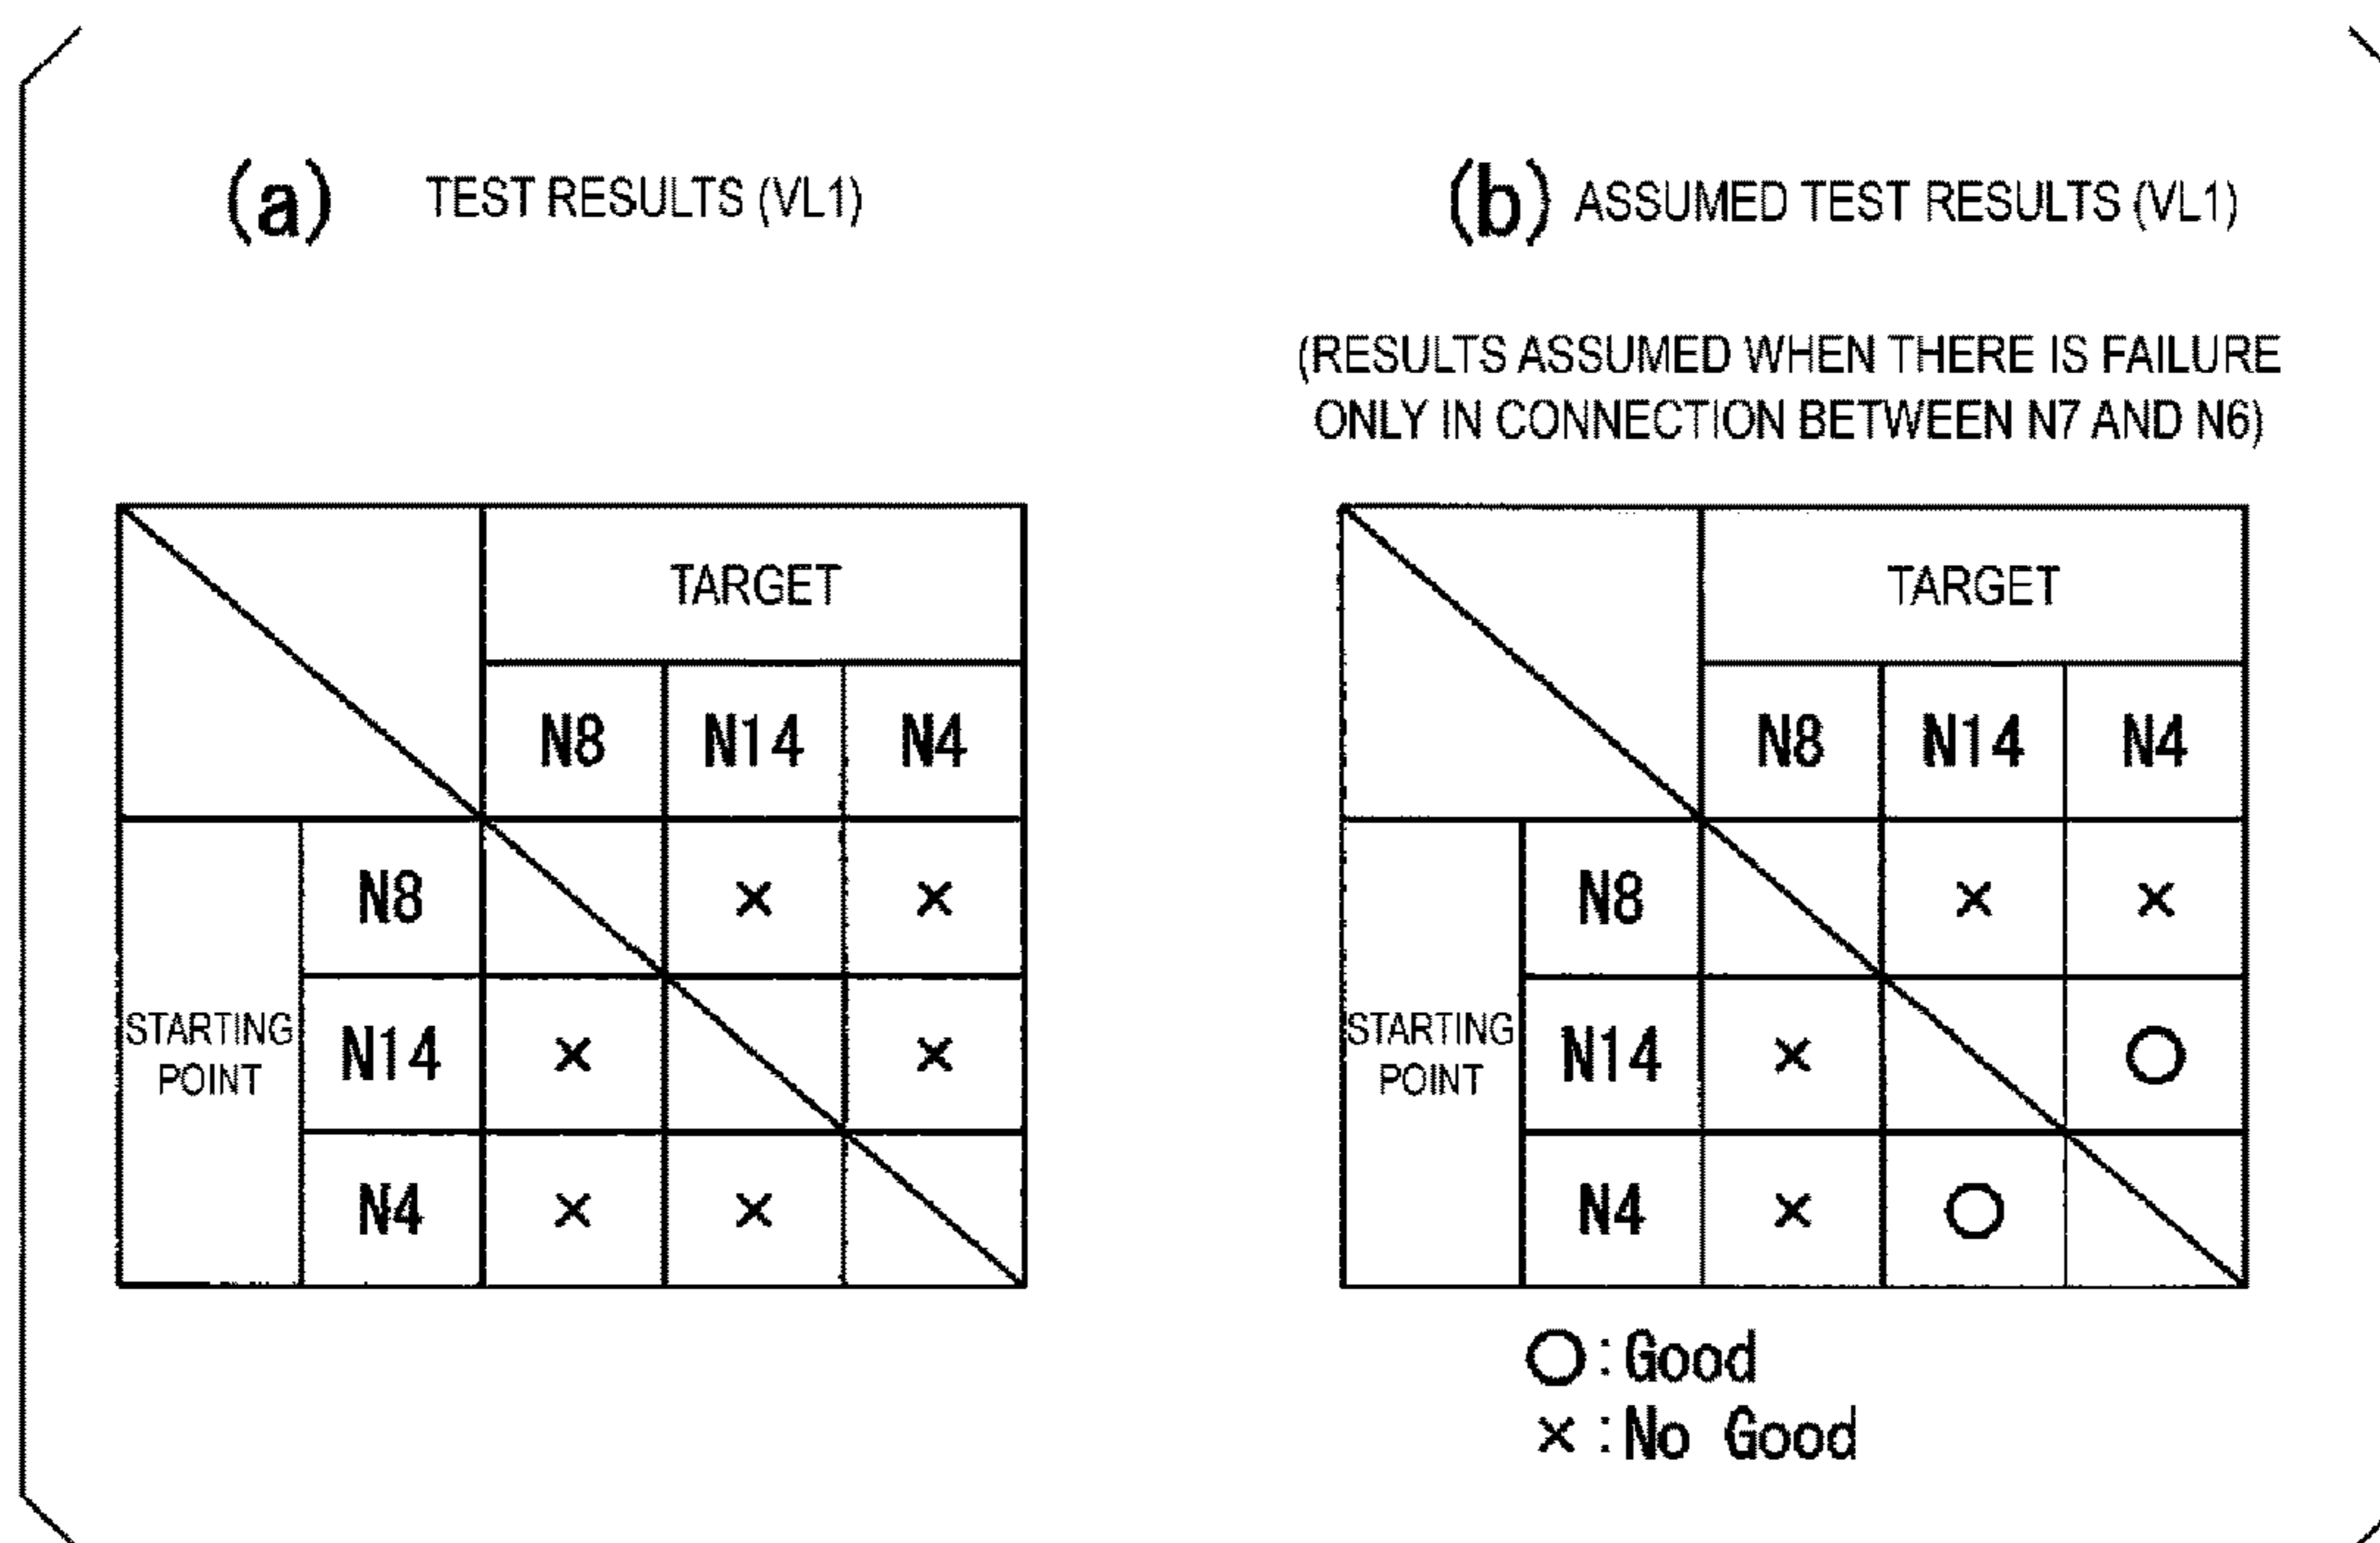 (a) TEST RESULTS (VL1)
TARGET
N8 N14 N4
STARTING
POINT
N8 × ×
N14 × ×
N4 × ×
(b) ASSUMED TEST RESULTS (VL1)
(RESULTS ASSUMED WHEN THERE IS FAILURE
ONLY IN CONNECTION BETWEEN N7 AND N6)
TARGET
N8 N14 N4
STARTING
POINT
N8 × ×
N14 × ○
N4 × ○
○:Good
×:No Good